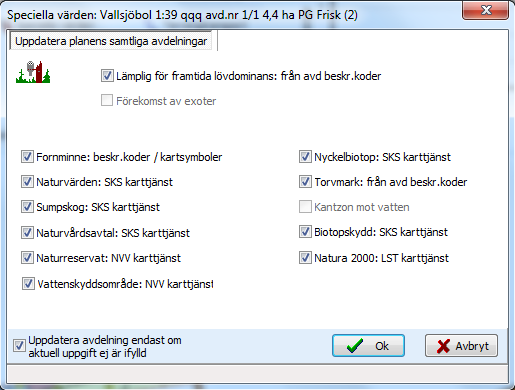 Speciella värden: Vallsjöbol 1:39 qqq avd.nr 1/1 4,4 ha PG Frisk (2)
Uppdatera planens samtliga avdelningar
Lämplig för framtida lövdominans: från avd beskr.koder
Förekomst av exoter
Fornminne: beskr.koder / kartsymboler
Nyckelbiotop: SKS karttjänst
Naturvärden: SKS karttjänst
Torvmark: från avd beskr.koder
Sumpskog: SKS karttjänst
Kantzon mot vatten
Naturvårdsavtal: SKS karttjänst
Biotopskydd: SKS karttjänst
Naturreservat: NVV karttjänst
Natura 2000: LST karttjänst
Vattenskyddsområde: NVV karttjänst
Uppdatera avdelning endast om
aktuell uppgift ej är ifylld
Ok
Avbryt